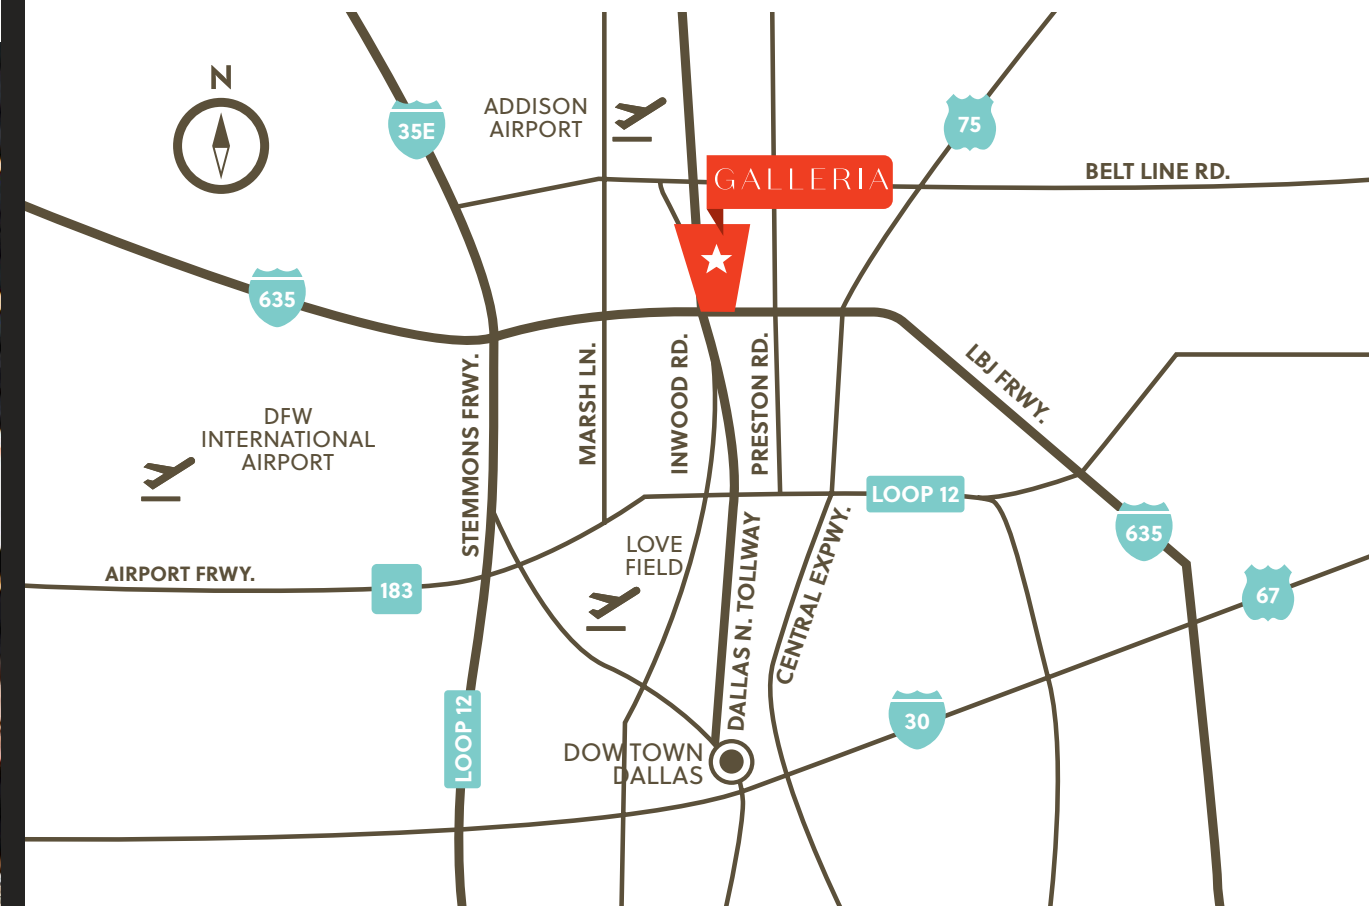 N
35E
ADDISON
AIRPORT
75
GALLERIA
BELT LINE RD.
635
STEMMONS FRWY.
MARSH LN.
INWOOD RD.
PRESTON RD.
LBJ FRWY.
DFW
INTERNATIONAL
AIRPORT
LOOP 12
635
AIRPORT FRWY.
183
LOVE
FIELD
DALLAS N. TOLLWAY
CENTRAL EXPWY.
67
LOOP 12
30
DOWTOWN
DALLAS